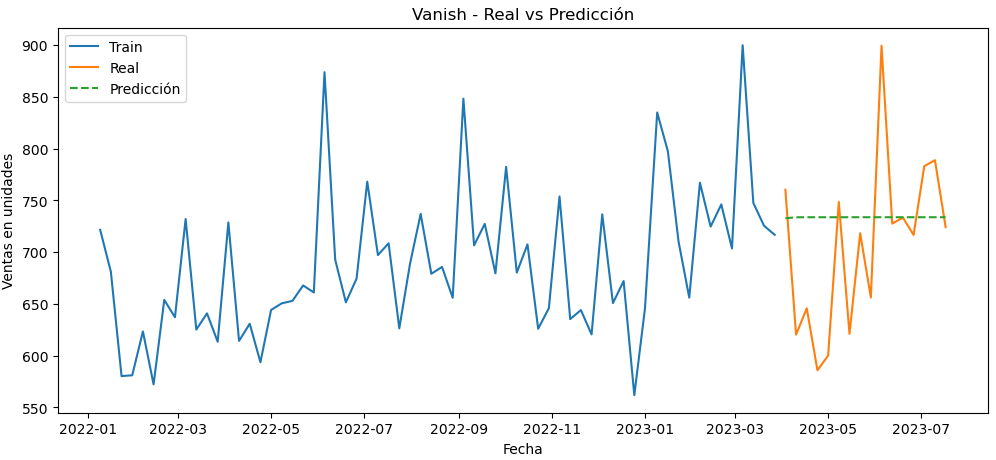 Vanish - Real vs Predicción
Train
Real
Predicción
Ventas en unidades
900
850
800
750
700
650
600
550
2022-01 2022-03 2022-05 2022-07 2022-09 2022-11 2023-01 2023-03 2023-05 2023-07
Fecha